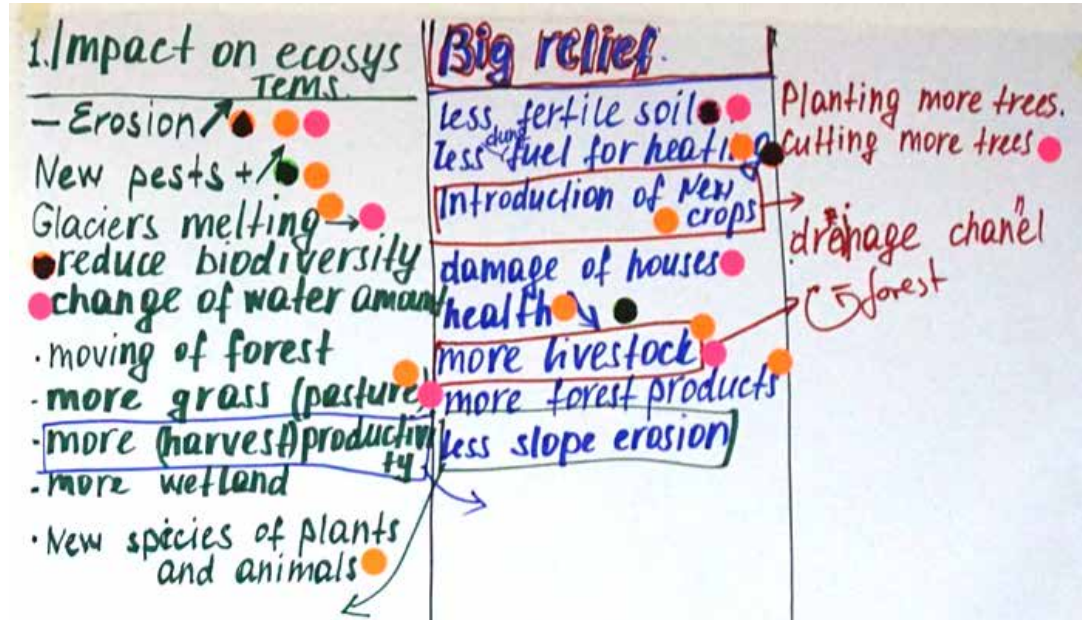 1. Impact on ecosys
Tems.
— Erosion ↗
New pests + ↗
Glaciers melting →
reduce biodiversity
change of water amount
· moving of forest
· more grass (pasture)
· more (harvest) productivi
ty
· more wetland
· New spicies of plants
and animals
Big relief.
less fertile soil
less dung fuel for heating
Introduction of New
crops
damage of houses
health ↘
more livestock
more forest products
less slope erosion
Planting more trees.
Cutting more trees
chanel
n
forest